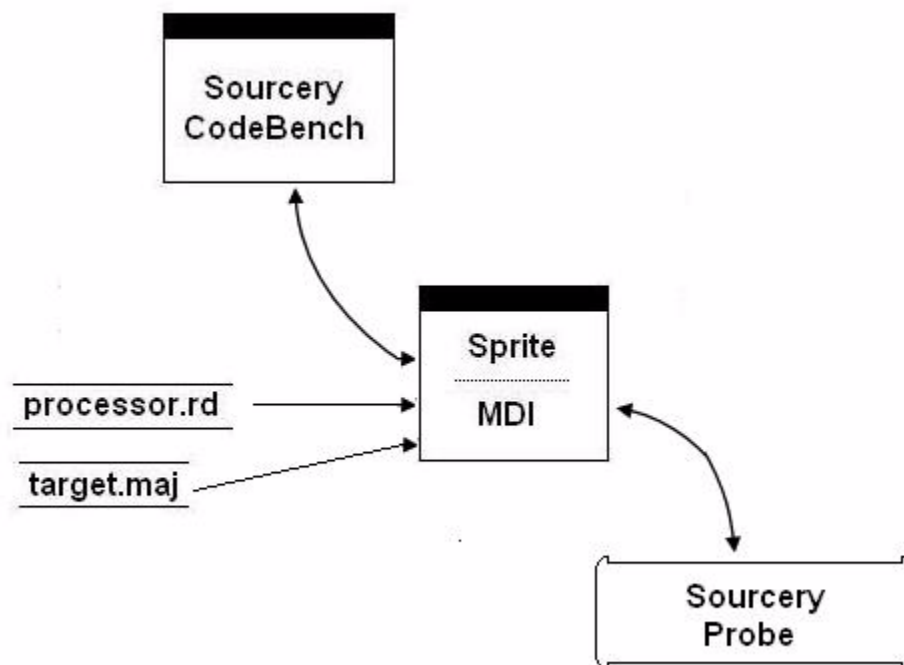 Sourcery
CodeBench
Sprite
MDI
processor.rd
target.maj
Sourcery
Probe